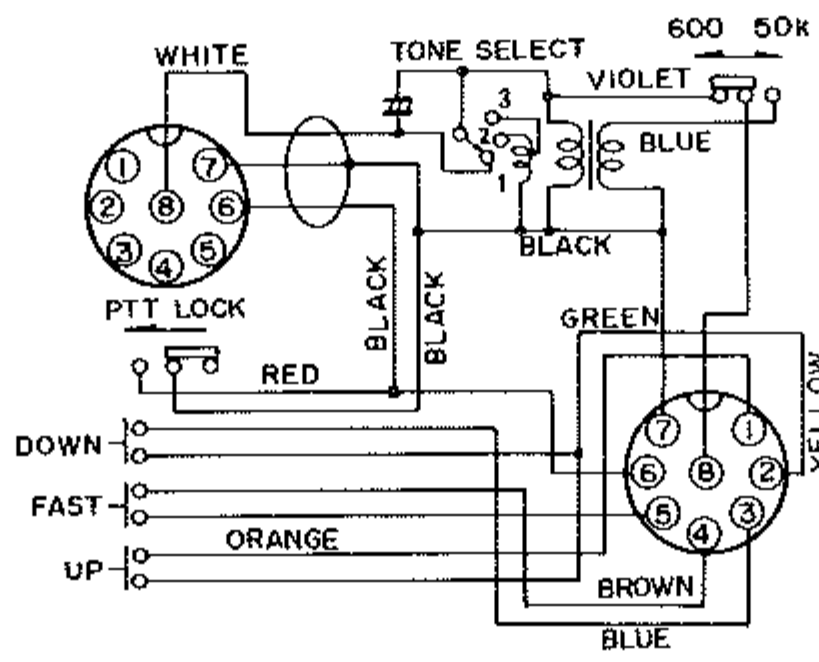 600 50k
WHITE
TONE SELECT
VIOLET
3
2
1
BLUE
1
7
2
8
6
3
5
4
BLACK
PTT LOCK
BLACK
BLACK
GREEN
RED
YELLOW
7
1
DOWN
6
8
2
FAST
5
3
4
ORANGE
UP
BROWN
BLUE